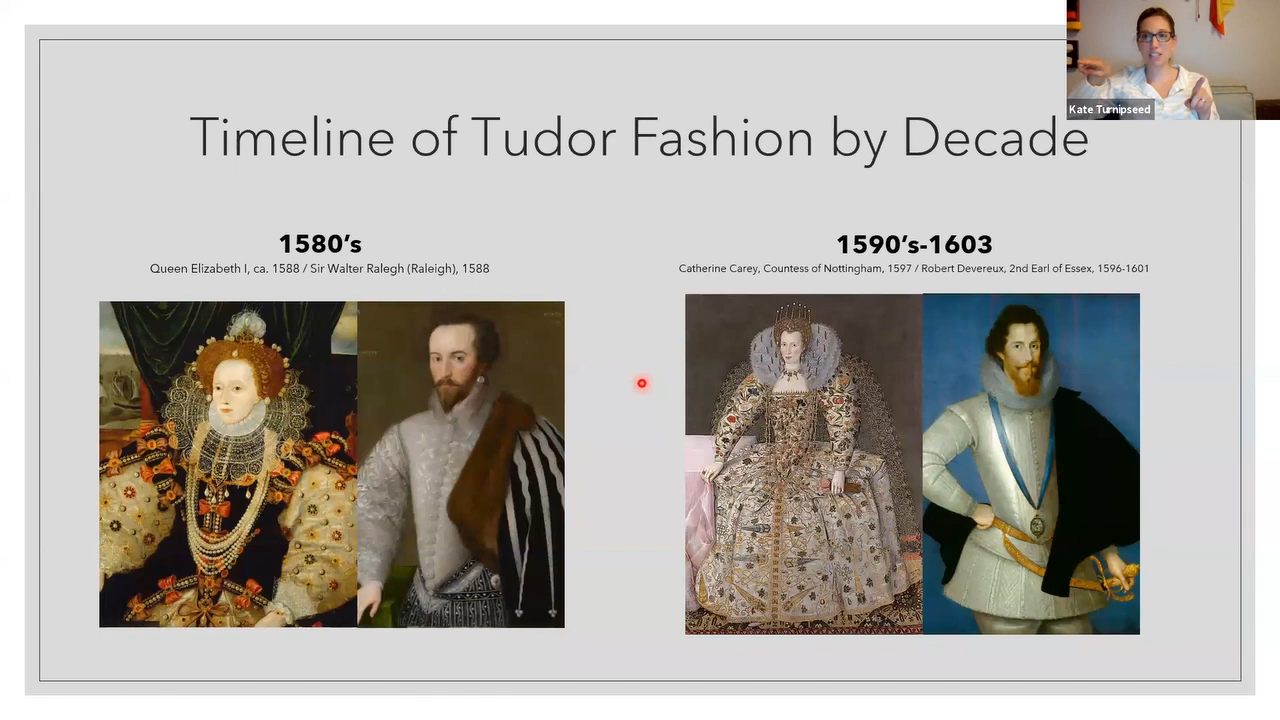 Timeline of Tudor Fashion by Decade
Kate Turnipseed
1580's
Queen Elizabeth I, ca. 1588 / Sir Walter Ralegh (Raleigh), 1588
1590's-1603
Catherine Carey, Countess of Nottingham, 1597 / Robert Devereux, 2nd Earl of Essex, 1596-1601